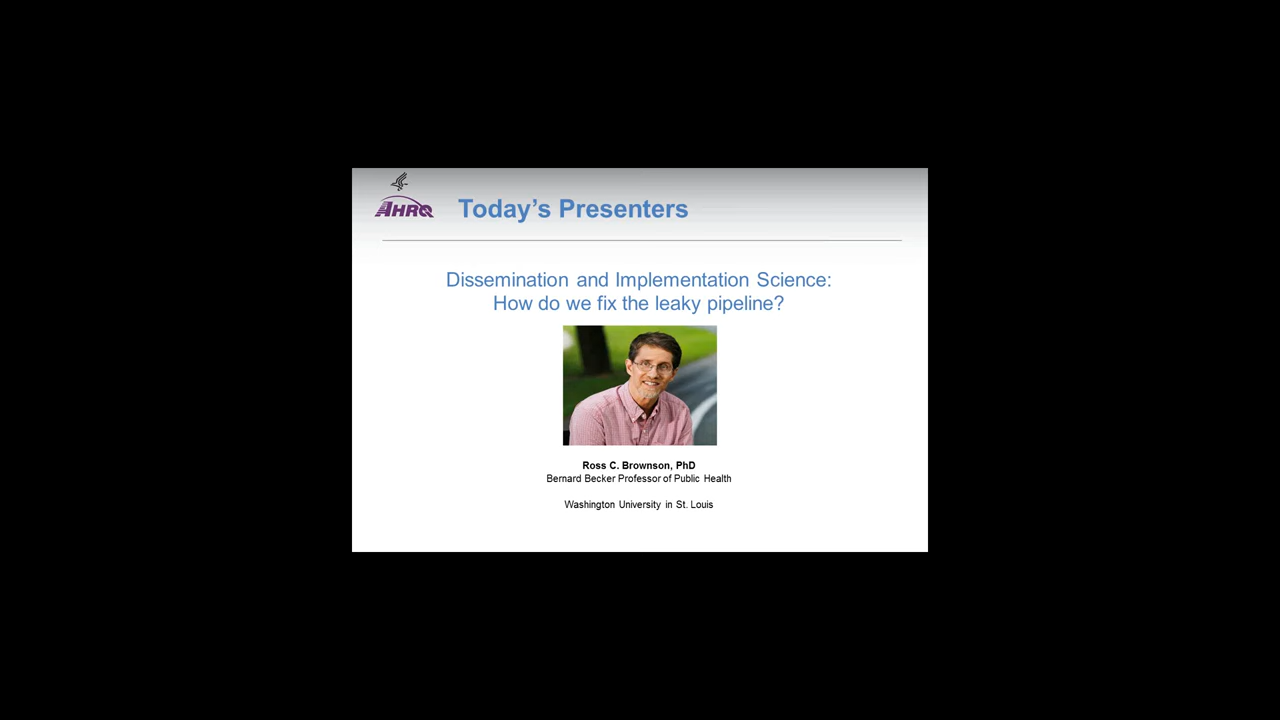 AHRQ
Today’s Presenters
Dissemination and Implementation Science:
How do we fix the leaky pipeline?
Ross C. Brownson, PhD
Bernard Becker Professor of Public Health
Washington University in St. Louis